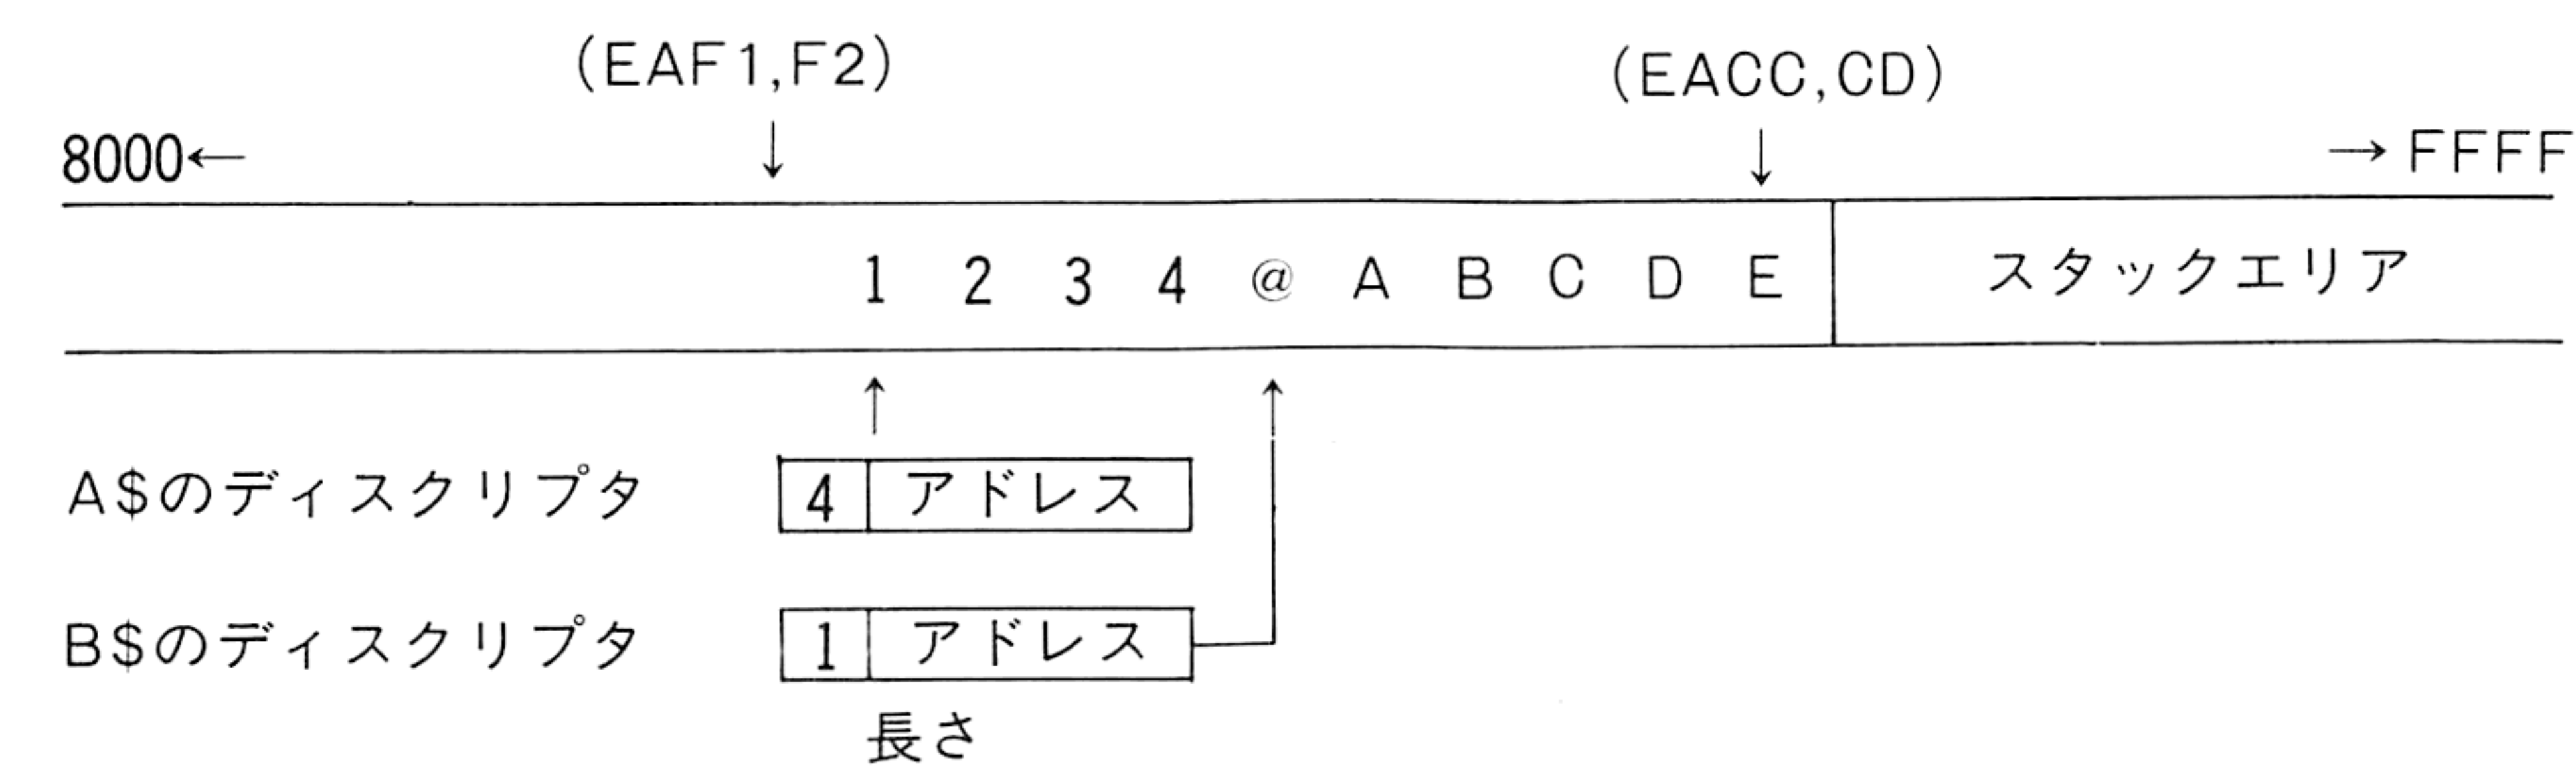 (EAF1,F2) (EACC,CD)
8000← →FFFF
1 2 3 4 @ A B C D E スタックエリア
A$のディスクリプタ 4 アドレス
B$のディスクリプタ 1 アドレス
長さ